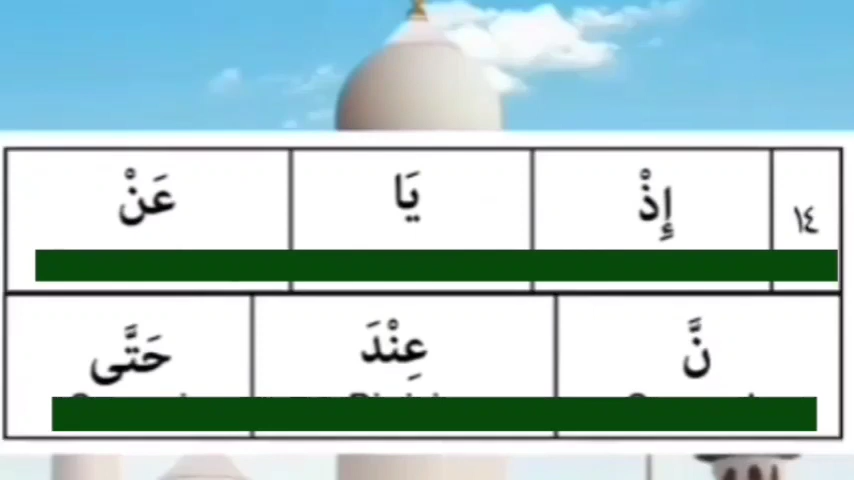 ١٤ إِذْ يَا عَنْ
نَّ عِنْدَ حَتَّى